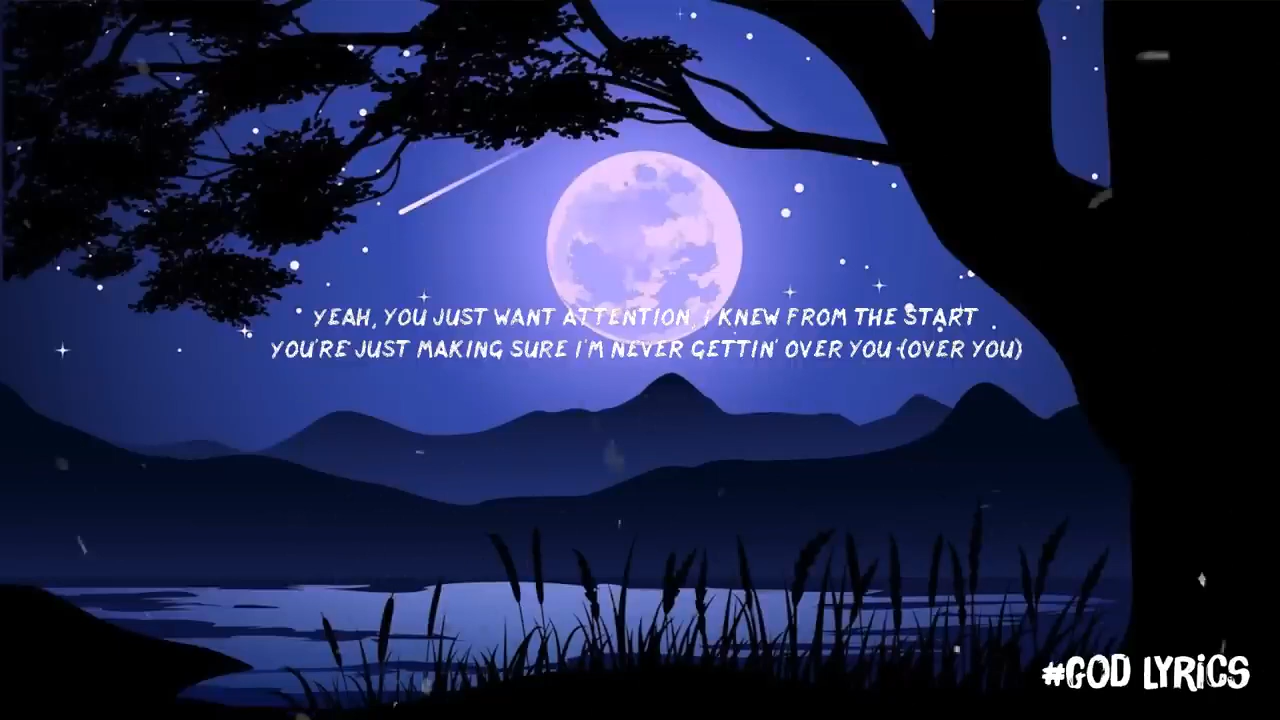 YEAH, YOU JUST WANT ATTENTION, I KNEW FROM THE START
YOU'RE JUST MAKING SURE I'M NEVER GETTIN' OVER YOU (OVER YOU)
#GOD LYRiCS